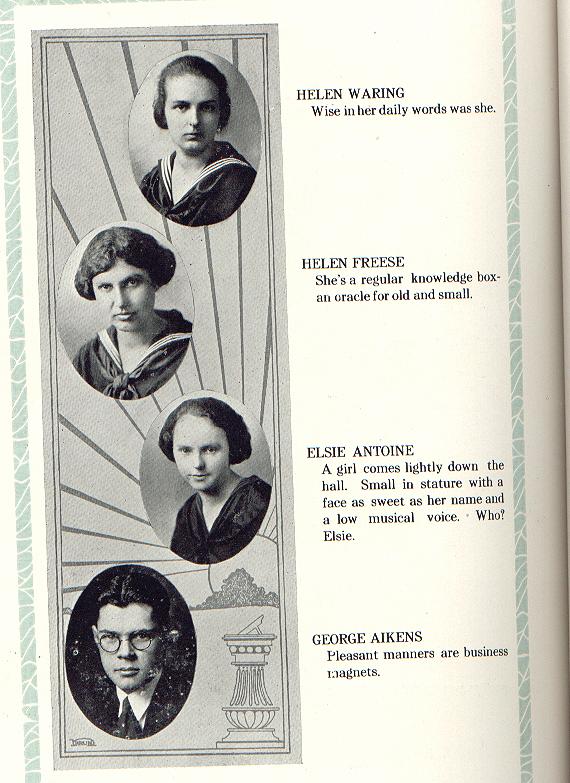 HELEN WARING
Wise in her daily words was she.
HELEN FREESE
She's a regular knowledge box-
an oracle for old and small.
ELSIE ANTOINE
A girl comes lightly down the
hall. Small in stature with a
face as sweet as her name and
a low musical voice. Who?
Elsie.
GEORGE AIKENS
Pleasant manners are business
magnets.